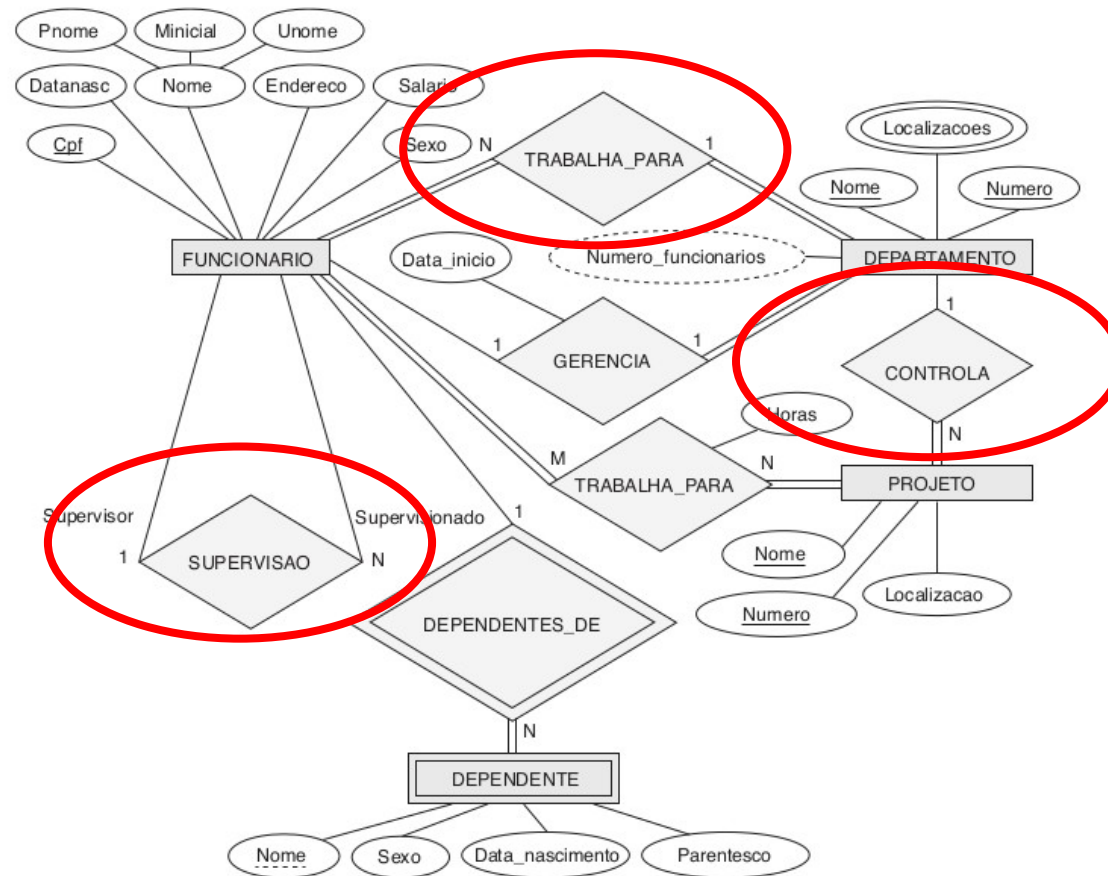 Pnome Minicial Unome
Datanasc Nome Endereco Salario
Cpf Sexo N TRABALHA_PARA 1 Localizacoes
Nome Numero
FUNCIONARIO Data_inicio Numero_funcionarios DEPARTAMENTO
1 GERENCIA 1 1
CONTROLA
Horas
M TRABALHA_PARA N N
PROJETO
Supervisor Supervisionado 1
1 SUPERVISAO N Nome
Numero Localizacao
DEPENDENTES_DE
N
DEPENDENTE
Nome Sexo Data_nascimento Parentesco